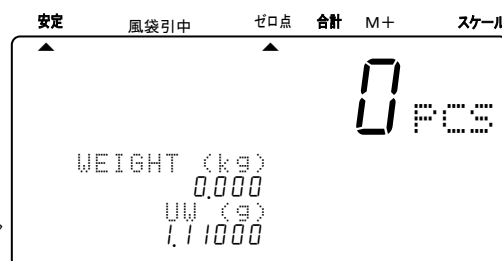 安定 風袋引中 ゼロ点 合計 M+ スケール
0 PCS
WEIGHT (kg)
0.000
UW (g)
1.11000